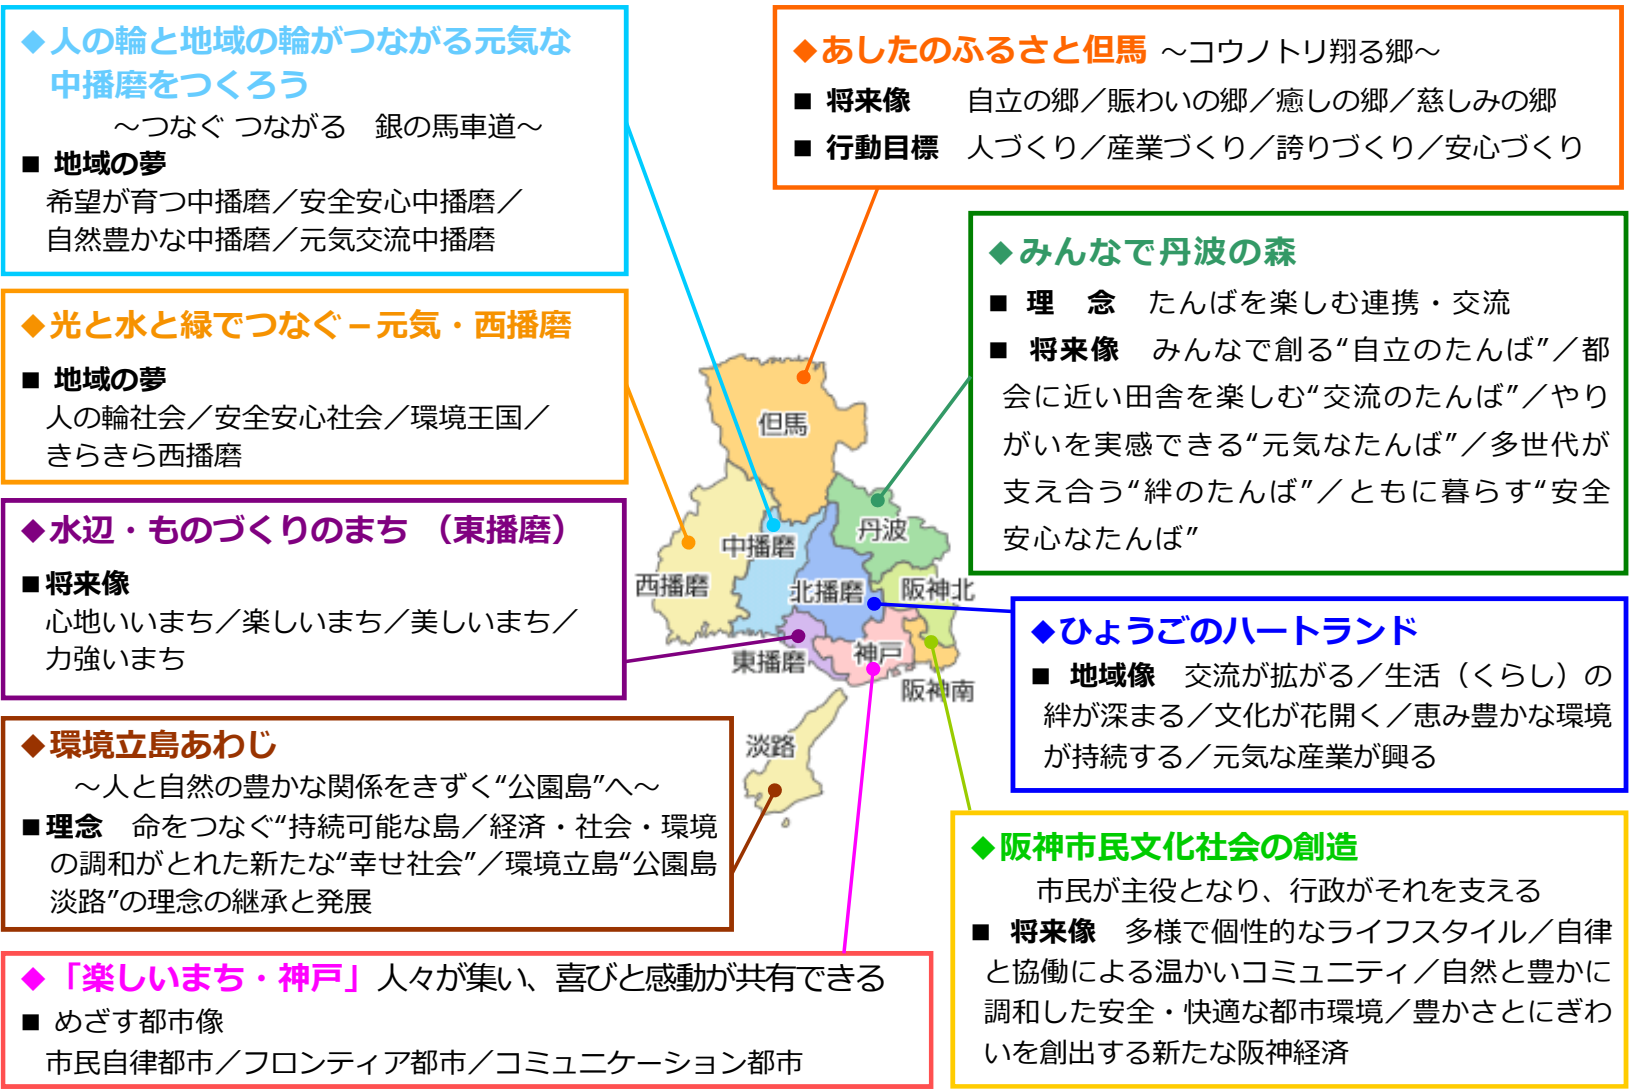 ◆人の輪と地域の輪がつながる元気な
中播磨をつくろう
～つなぐ つながる　銀の馬車道～
■ 地域の夢
希望が育つ中播磨／安全安心中播磨／
自然豊かな中播磨／元気交流中播磨
◆光と水と緑でつなぐ－元気・西播磨
■ 地域の夢
人の輪社会／安全安心社会／環境王国／
きらきら西播磨
◆水辺・ものづくりのまち （東播磨）
■将来像
心地いいまち／楽しいまち／美しいまち／
力強いまち
◆環境立島あわじ
～人と自然の豊かな関係をきずく“公園島”へ～
■理念　命をつなぐ“持続可能な島／経済・社会・環境
の調和がとれた新たな“幸せ社会”／環境立島“公園島
淡路”の理念の継承と発展
◆「楽しいまち・神戸」人々が集い、喜びと感動が共有できる
■ めざす都市像
市民自律都市／フロンティア都市／コミュニケーション都市
◆あしたのふるさと但馬 ～コウノトリ翔る郷～
■ 将来像　自立の郷／賑わいの郷／癒しの郷／慈しみの郷
■ 行動目標　人づくり／産業づくり／誇りづくり／安心づくり
◆みんなで丹波の森
■ 理　念　たんばを楽しむ連携・交流
■ 将来像　みんなで創る“自立のたんば”／都
会に近い田舎を楽しむ“交流のたんば”／やり
がいを実感できる“元気なたんば”／多世代が
支え合う“絆のたんば”／ともに暮らす“安全
安心なたんば”
◆ひょうごのハートランド
■ 地域像　交流が拡がる／生活（くらし）の
絆が深まる／文化が花開く／恵み豊かな環境
が持続する／元気な産業が興る
◆阪神市民文化社会の創造
市民が主役となり、行政がそれを支える
■ 将来像　多様で個性的なライフスタイル／自律
と協働による温かいコミュニティ／自然と豊かに
調和した安全・快適な都市環境／豊かさとにぎわ
いを創出する新たな阪神経済
但馬
丹波
中播磨
西播磨
北播磨
阪神北
東播磨
神戸
阪神南
淡路